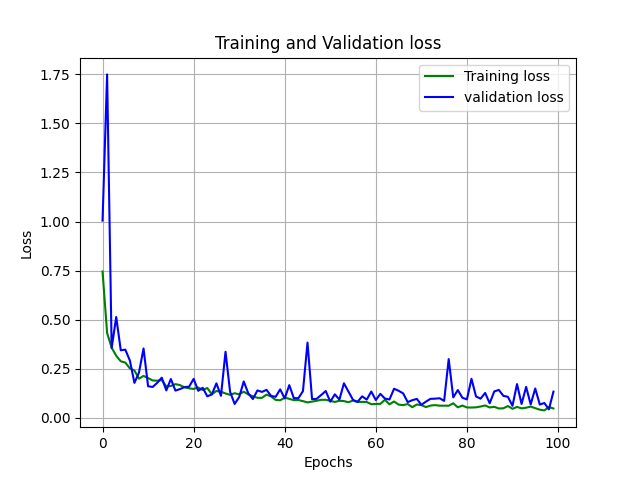 Training and Validation loss
Training loss
validation loss
1.75
1.50
1.25
1.00
0.75
0.50
0.25
0.00
Loss
0 20 40 60 80 100
Epochs